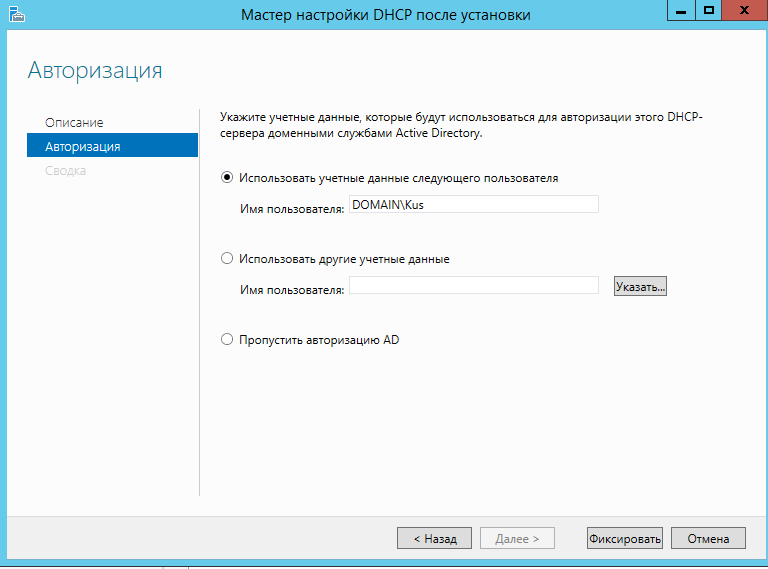 Мастер настройки DHCP после установки
Авторизация
Описание
Авторизация
Сводка
Укажите учетные данные, которые будут использоваться для авторизации этого DHCP-
сервера доменными службами Active Directory.
Использовать учетные данные следующего пользователя
Имя пользователя: DOMAIN\Kus
Использовать другие учетные данные
Имя пользователя: Указать...
Пропустить авторизацию AD
< Назад Далее > Фиксировать Отмена